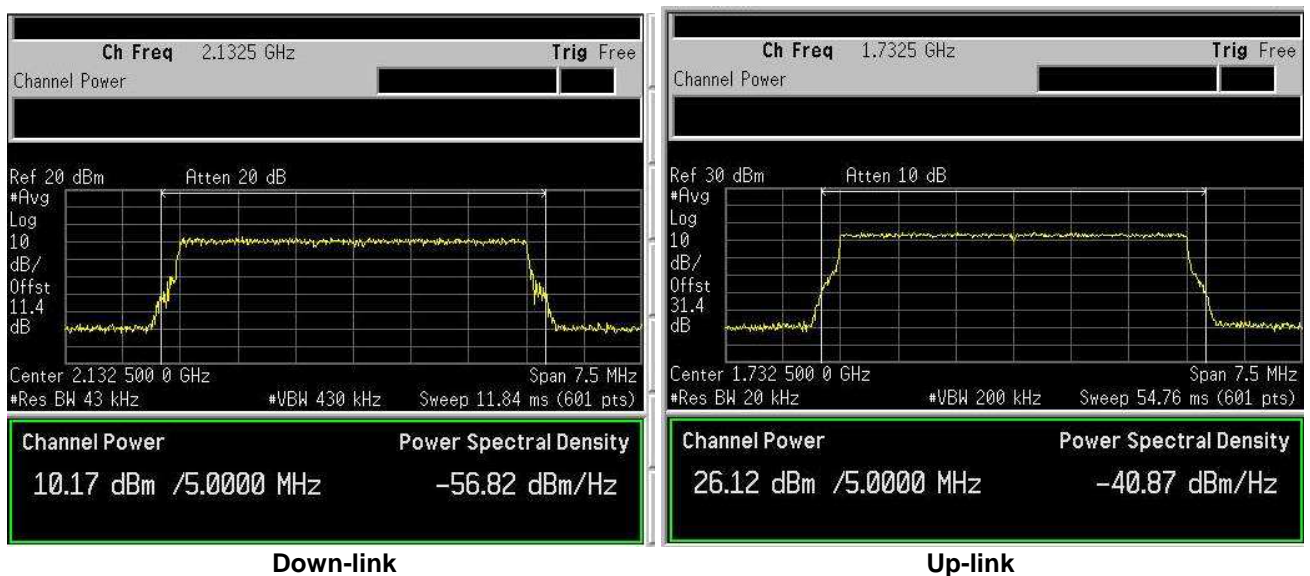 Ch Freq 2.1325 GHz Trig Free
Channel Power
Ref 20 dBm Atten 20 dB
#Avg
Log
10
dB/
Offst
11.4
dB
Center 2.132 500 0 GHz Span 7.5 MHz
#Res BW 43 kHz #VBW 430 kHz Sweep 11.84 ms (601 pts)
Channel Power Power Spectral Density
10.17 dBm /5.0000 MHz -56.82 dBm/Hz
Down-link
Ch Freq 1.7325 GHz Trig Free
Channel Power
Ref 30 dBm Atten 10 dB
#Avg
Log
10
dB/
Offst
31.4
dB
Center 1.732 500 0 GHz Span 7.5 MHz
#Res BW 20 kHz #VBW 200 kHz Sweep 54.76 ms (601 pts)
Channel Power Power Spectral Density
26.12 dBm /5.0000 MHz -40.87 dBm/Hz
Up-link